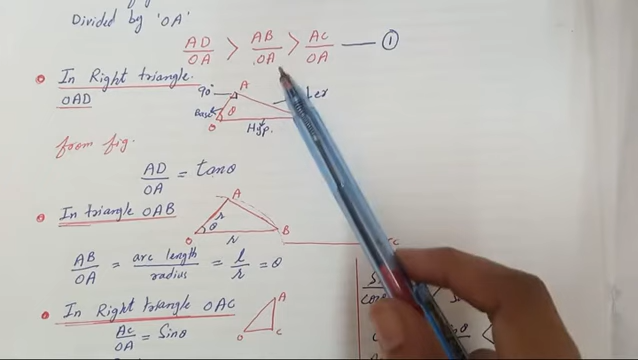 Divided by 'OA'
AD/OA > AB/OA > AC/OA — ①
In Right triangle
OAD
90° A
Base θ
O Hyp.
from fig.
AD/OA = tanθ
In triangle OAB
A
r
O θ B
r
AB/OA = arc length/radius = l/r = θ
In Right triangle OAC
A
O C
AC/OA = Sinθ